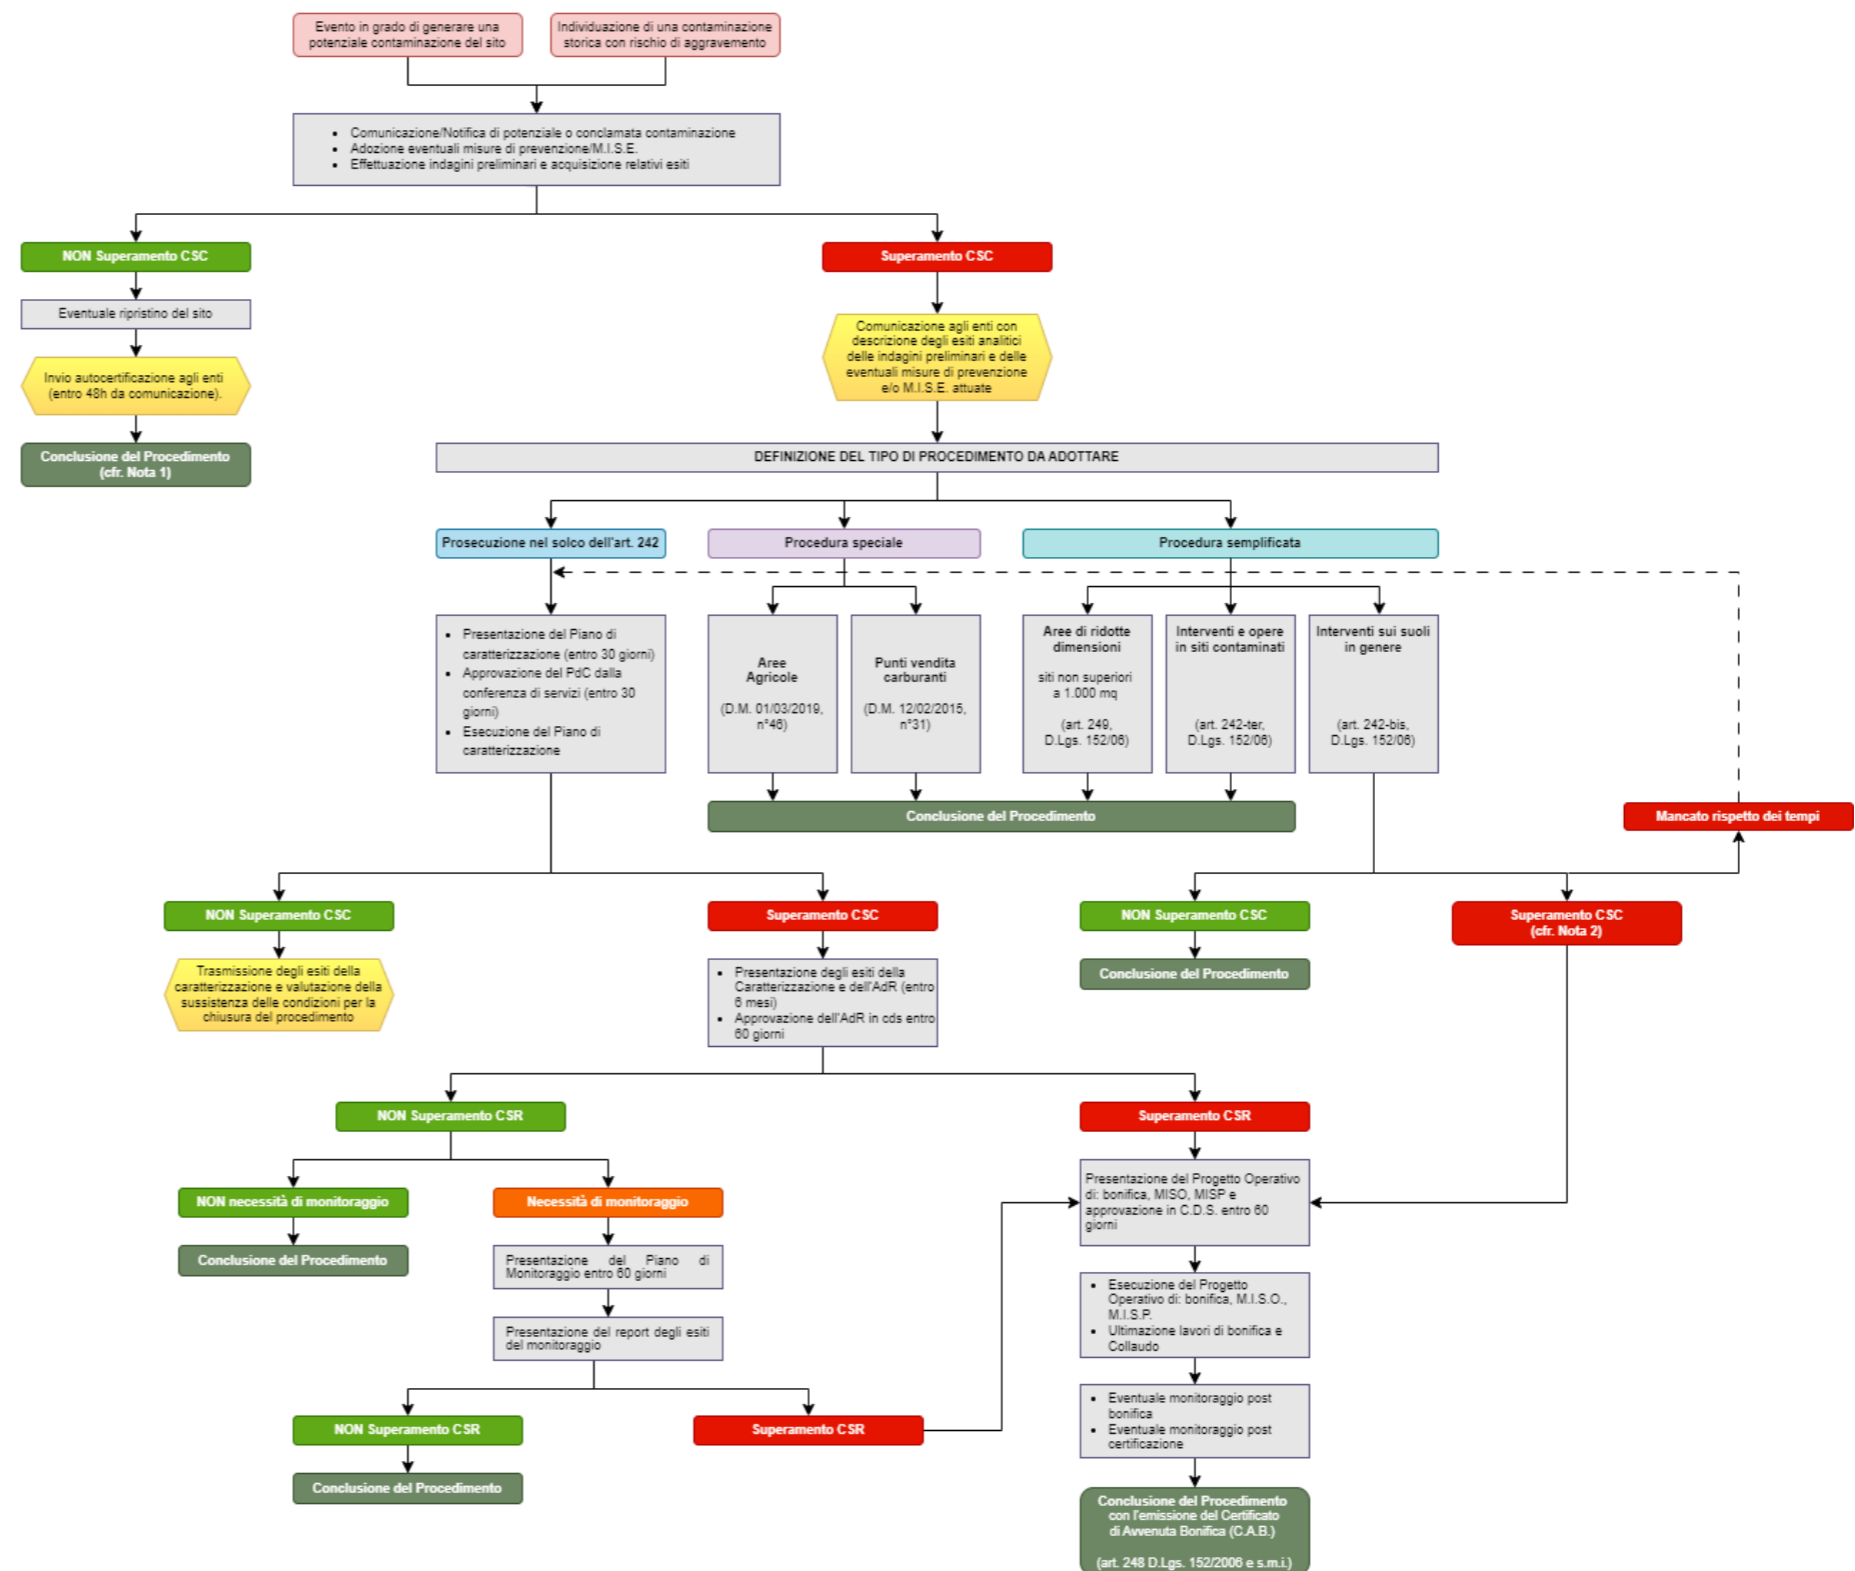 Evento in grado di generare una
potenziale contaminazione del sito
Individuazione di una contaminazione
storica con rischio di aggravamento
• Comunicazione/Notifica di potenziale o conclamata contaminazione
• Adozione eventuali misure di prevenzione/M.I.S.E.
• Effettuazione indagini preliminari e acquisizione relativi esiti
NON Superamento CSC
Superamento CSC
Eventuale ripristino del sito
Comunicazione agli enti con
descrizione degli esiti analitici
delle indagini preliminari e delle
eventuali misure di prevenzione
e/o M.I.S.E. attuate
Invio autocertificazione agli enti
(entro 48h da comunicazione).
Conclusione del Procedimento
(cfr. Nota 1)
DEFINIZIONE DEL TIPO DI PROCEDIMENTO DA ADOTTARE
Prosecuzione nel solco dell'art. 242
Procedura speciale
Procedura semplificata
• Presentazione del Piano di
caratterizzazione (entro 30 giorni)
• Approvazione del PdC dalla
conferenza di servizi (entro 30
giorni)
• Esecuzione del Piano di
caratterizzazione
Aree
Agricole
(D.M. 01/03/2019,
n°46)
Punti vendita
carburanti
(D.M. 12/02/2015,
n°31)
Aree di ridotte
dimensioni
siti non superiori
a 1.000 mq
(art. 249,
D.Lgs. 152/06)
Interventi e opere
in siti contaminati
(art. 242-ter,
D.Lgs. 152/06)
Interventi sui suoli
in genere
(art. 242-bis,
D.Lgs. 152/06)
Conclusione del Procedimento
Mancato rispetto dei tempi
NON Superamento CSC
Superamento CSC
NON Superamento CSC
Superamento CSC
(cfr. Nota 2)
Trasmissione degli esiti della
caratterizzazione e valutazione della
sussistenza delle condizioni per la
chiusura del procedimento
• Presentazione degli esiti della
Caratterizzazione e dell'AdR (entro
6 mesi)
• Approvazione dell'AdR in cds entro
60 giorni
Conclusione del Procedimento
NON Superamento CSR
Superamento CSR
NON necessità di monitoraggio
Necessità di monitoraggio
Presentazione del Progetto Operativo
di: bonifica, MISO, MISP e
approvazione in C.D.S. entro 60
giorni
Conclusione del Procedimento
Presentazione del Piano di
Monitoraggio entro 60 giorni
• Esecuzione del Progetto
Operativo di: bonifica, M.I.S.O.,
M.I.S.P.
• Ultimazione lavori di bonifica e
Collaudo
Presentazione del report degli esiti
del monitoraggio
• Eventuale monitoraggio post
bonifica
• Eventuale monitoraggio post
certificazione
NON Superamento CSR
Superamento CSR
Conclusione del Procedimento
Conclusione del Procedimento
con l'emissione del Certificato
di Avvenuta Bonifica (C.A.B.)
(art. 248 D.Lgs. 152/2006 e s.m.i.)